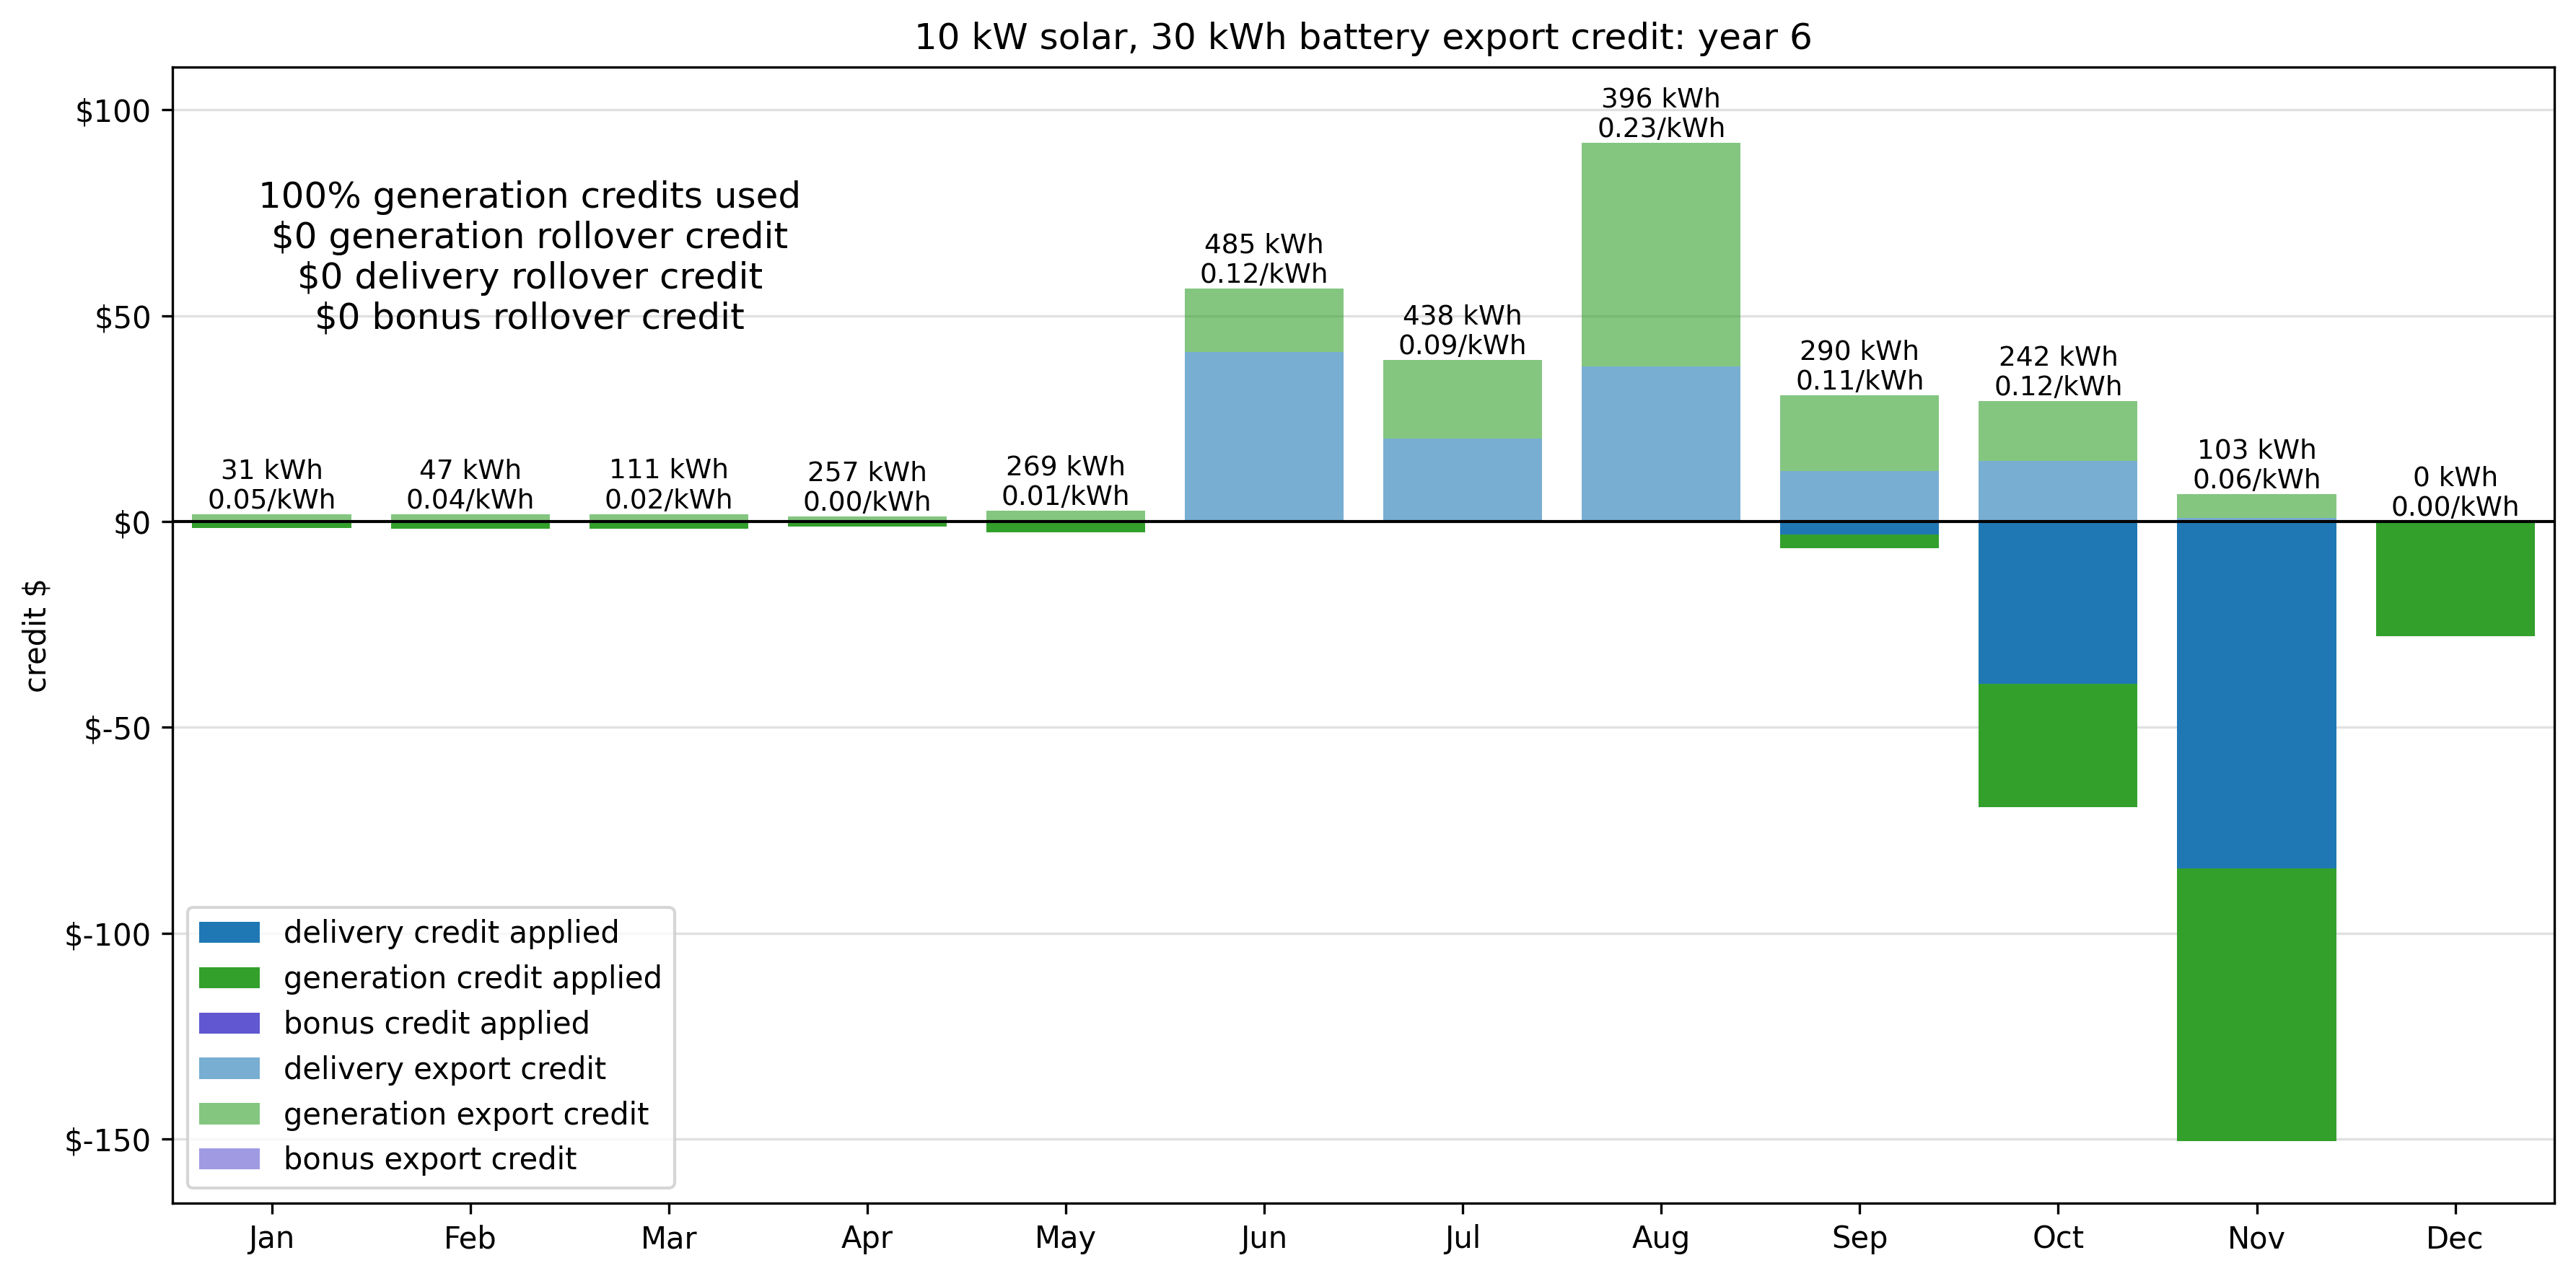 10 kW solar, 30 kWh battery export credit: year 6
credit $
$100
$50
$0
$-50
$-100
$-150
100% generation credits used
$0 generation rollover credit
$0 delivery rollover credit
$0 bonus rollover credit
31 kWh
0.05/kWh
47 kWh
0.04/kWh
111 kWh
0.02/kWh
257 kWh
0.00/kWh
269 kWh
0.01/kWh
485 kWh
0.12/kWh
438 kWh
0.09/kWh
396 kWh
0.23/kWh
290 kWh
0.11/kWh
242 kWh
0.12/kWh
103 kWh
0.06/kWh
0 kWh
0.00/kWh
delivery credit applied
generation credit applied
bonus credit applied
delivery export credit
generation export credit
bonus export credit
Jan Feb Mar Apr May Jun Jul Aug Sep Oct Nov Dec